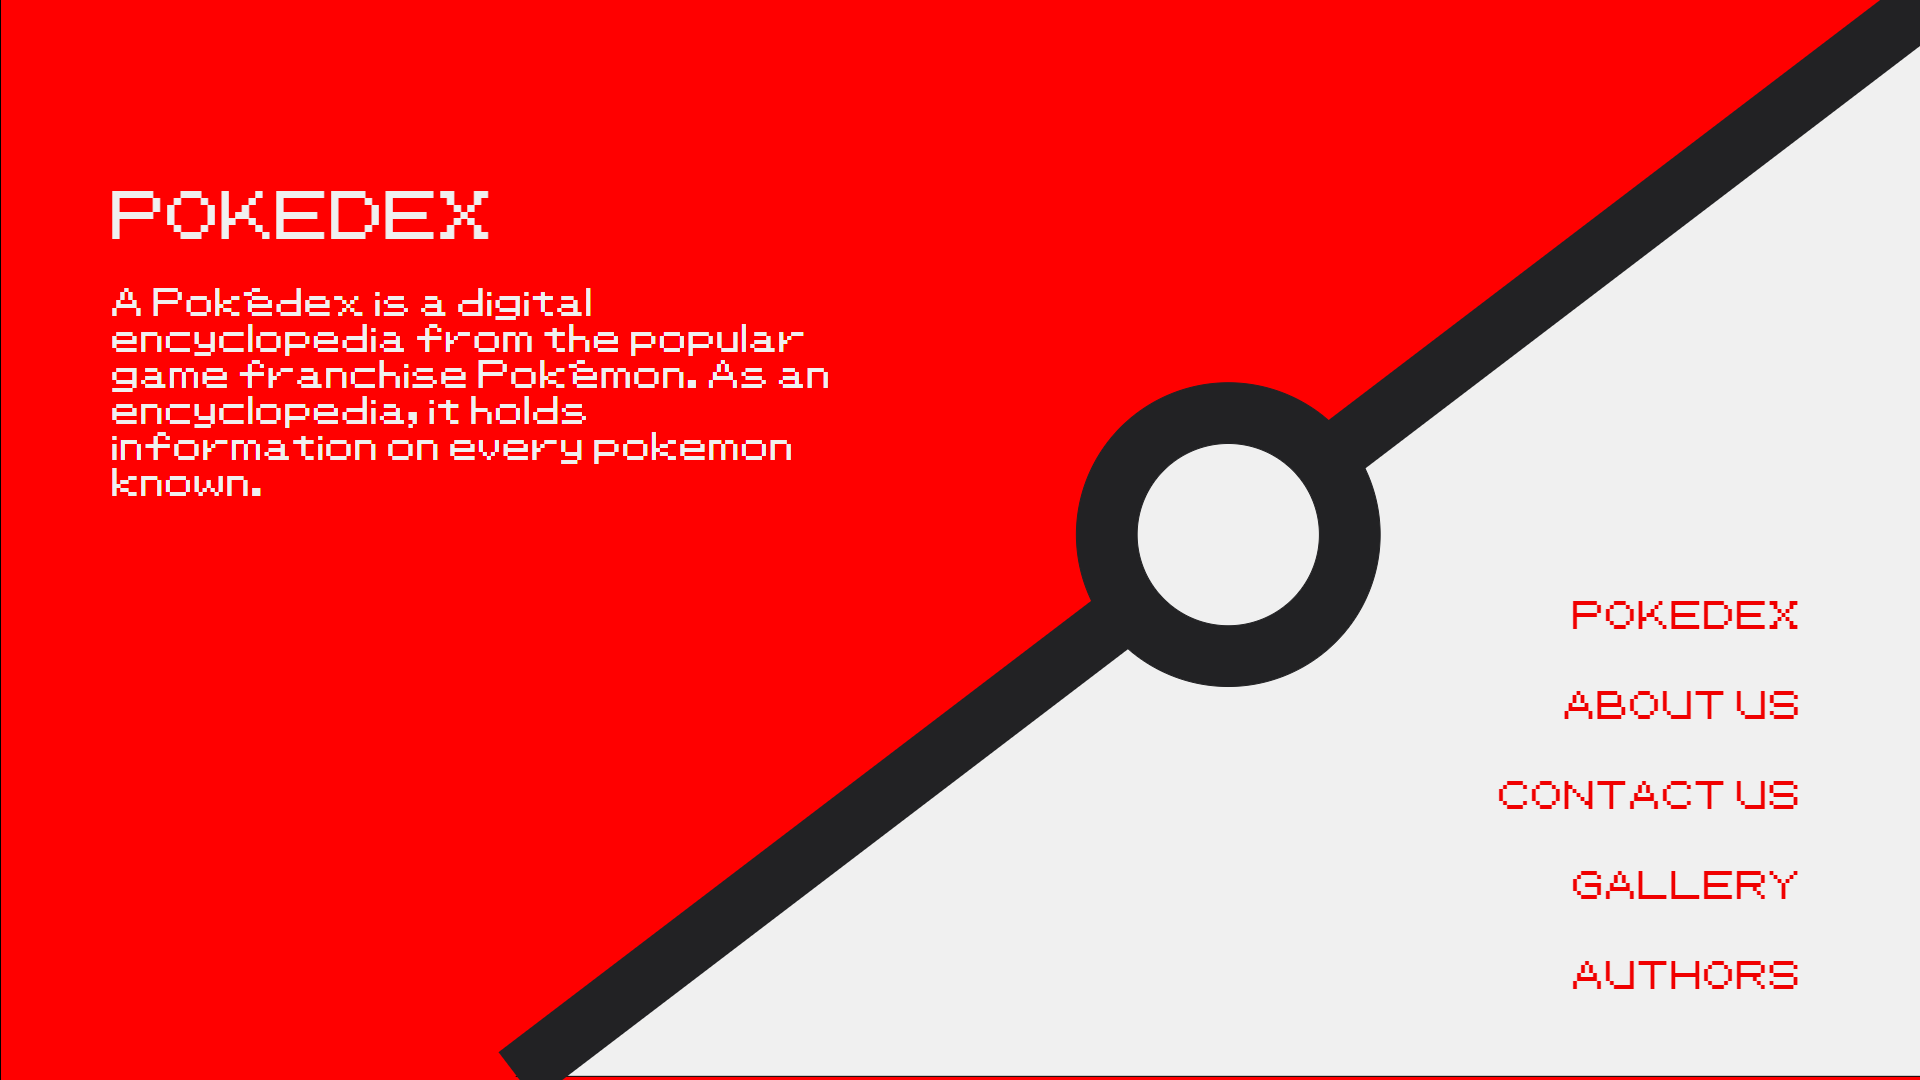 POKEDEX
A Pokédex is a digital
encyclopedia from the popular
game franchise Pokémon. As an
encyclopedia, it holds
information on every pokemon
known.
POKEDEX
ABOUT US
CONTACT US
GALLERY
AUTHORS